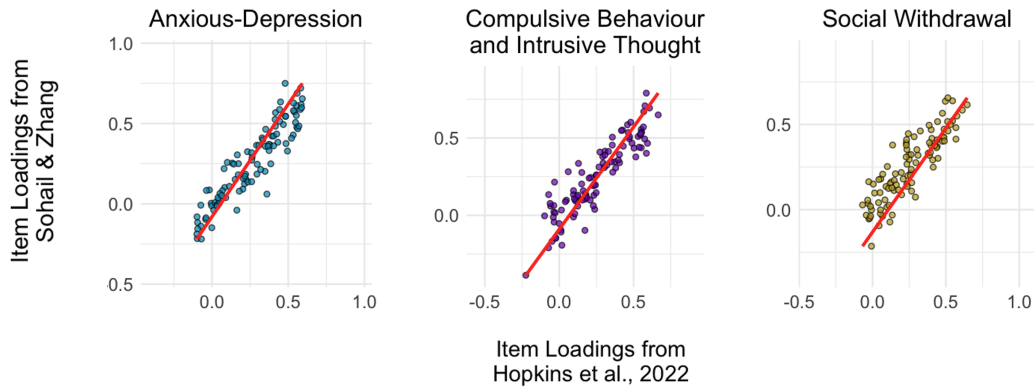 Anxious-Depression
Compulsive Behaviour
and Intrusive Thought
Social Withdrawal
Item Loadings from
Sohail & Zhang
1.0
0.5
0.0
-0.5
0.0
0.5
1.0
0.5
0.0
-0.5
0.0
0.5
0.5
0.0
-0.5
0.0
0.5
1.0
Item Loadings from
Hopkins et al., 2022